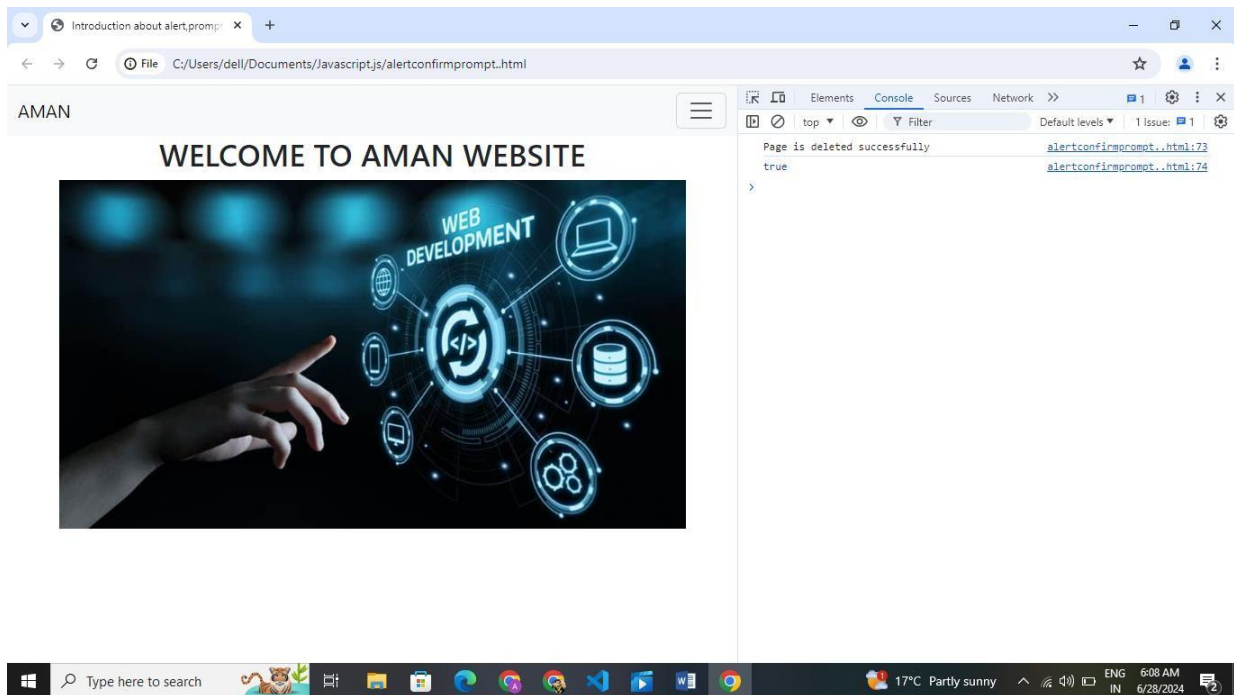 Introduction about alert,promp
File C:/Users/dell/Documents/Javascript.js/alertconfirmprompt..html
AMAN
WELCOME TO AMAN WEBSITE
WEB
DEVELOPMENT
</>
Elements Console Sources Network >> 1
top Filter Default levels 1 Issue: 1
Page is deleted successfully alertconfirmprompt..html:73
true alertconfirmprompt..html:74
>
Type here to search
17°C Partly sunny
ENG 6:08 AM
IN 6/28/2024
2